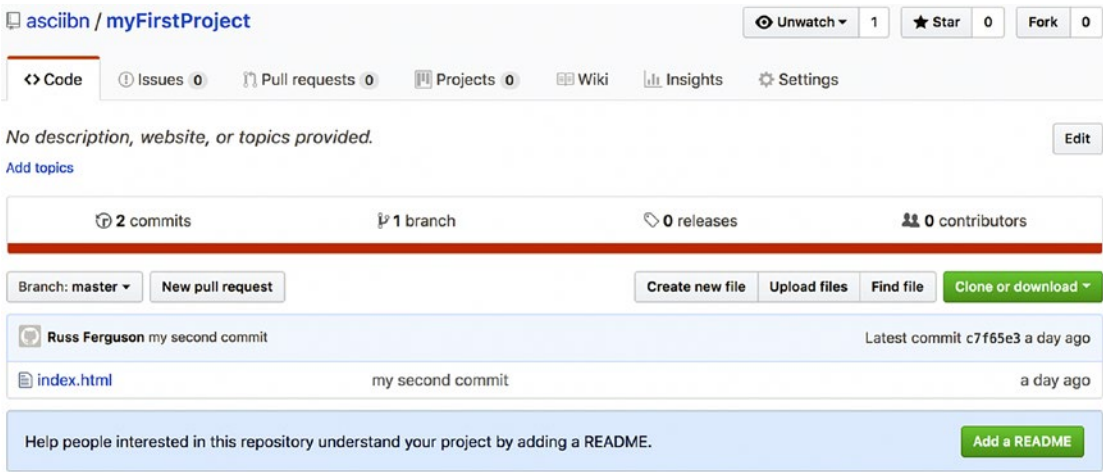 asciibn / myFirstProject Unwatch 1 Star 0 Fork 0
Code Issues 0 Pull requests 0 Projects 0 Wiki Insights Settings
No description, website, or topics provided. Edit
Add topics
2 commits 1 branch 0 releases 0 contributors
Branch: master New pull request Create new file Upload files Find file Clone or download
Russ Ferguson my second commit Latest commit c7f65e3 a day ago
index.html my second commit a day ago
Help people interested in this repository understand your project by adding a README. Add a README